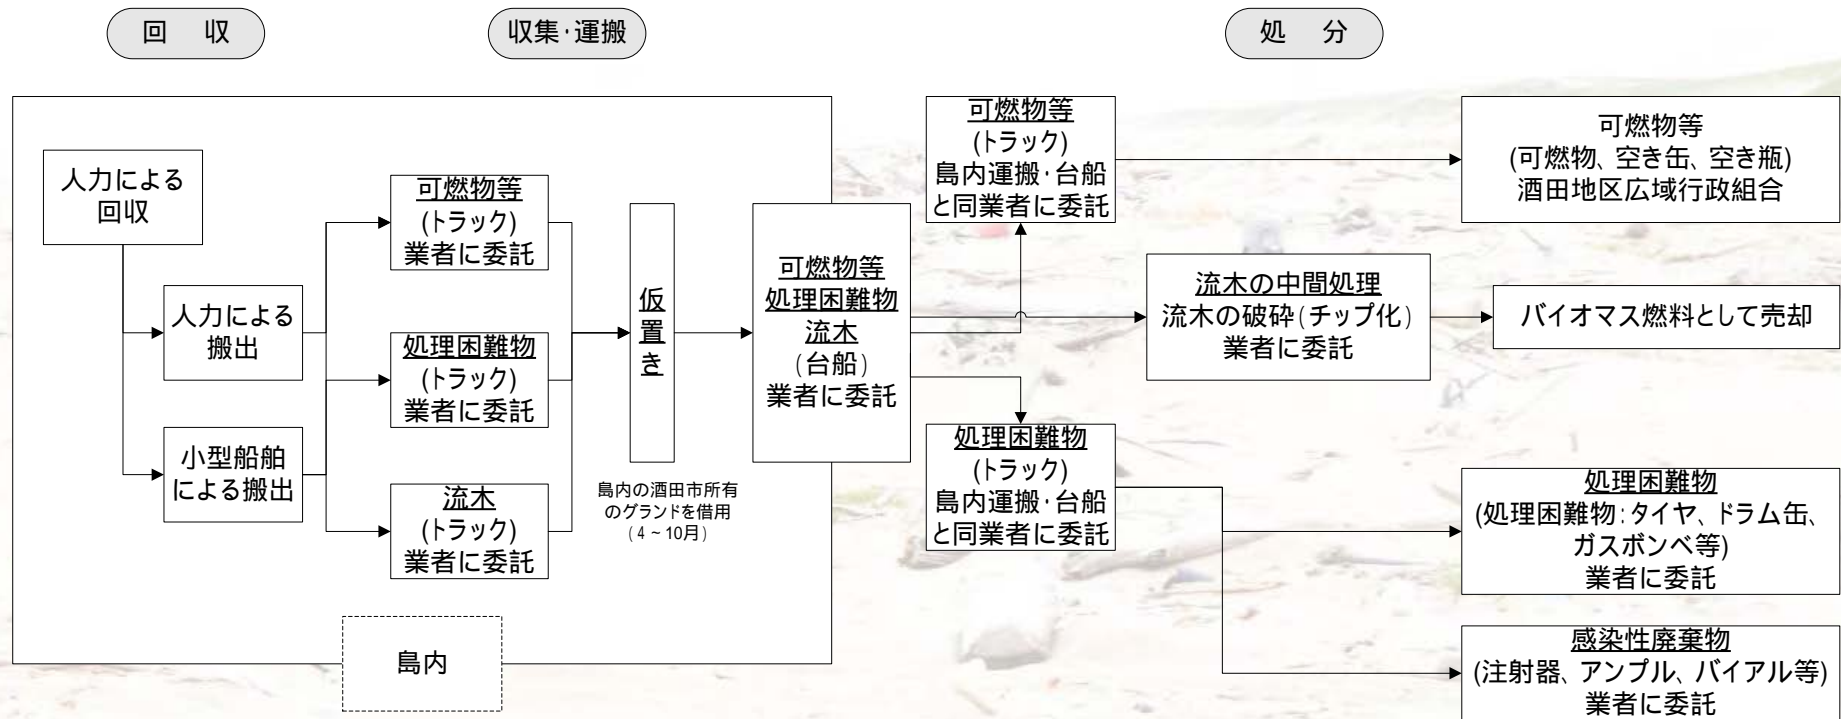 回 収
収集・運搬
処 分
人力による
回収
人力による
搬出
小型船舶
による搬出
可燃物等
(トラック)
業者に委託
処理困難物
(トラック)
業者に委託
流木
(トラック)
業者に委託
仮
置
き
島内の酒田市所有
のグランドを借用
(4~10月)
島内
可燃物等
処理困難物
流木
(台船)
業者に委託
可燃物等
(トラック)
島内運搬・台船
と同業者に委託
流木の中間処理
流木の破砕(チップ化)
業者に委託
処理困難物
(トラック)
島内運搬・台船
と同業者に委託
可燃物等
(可燃物、空き缶、空き瓶)
酒田地区広域行政組合
バイオマス燃料として売却
処理困難物
(処理困難物:タイヤ、ドラム缶、
ガスボンベ等)
業者に委託
感染性廃棄物
(注射器、アンプル、バイアル等)
業者に委託